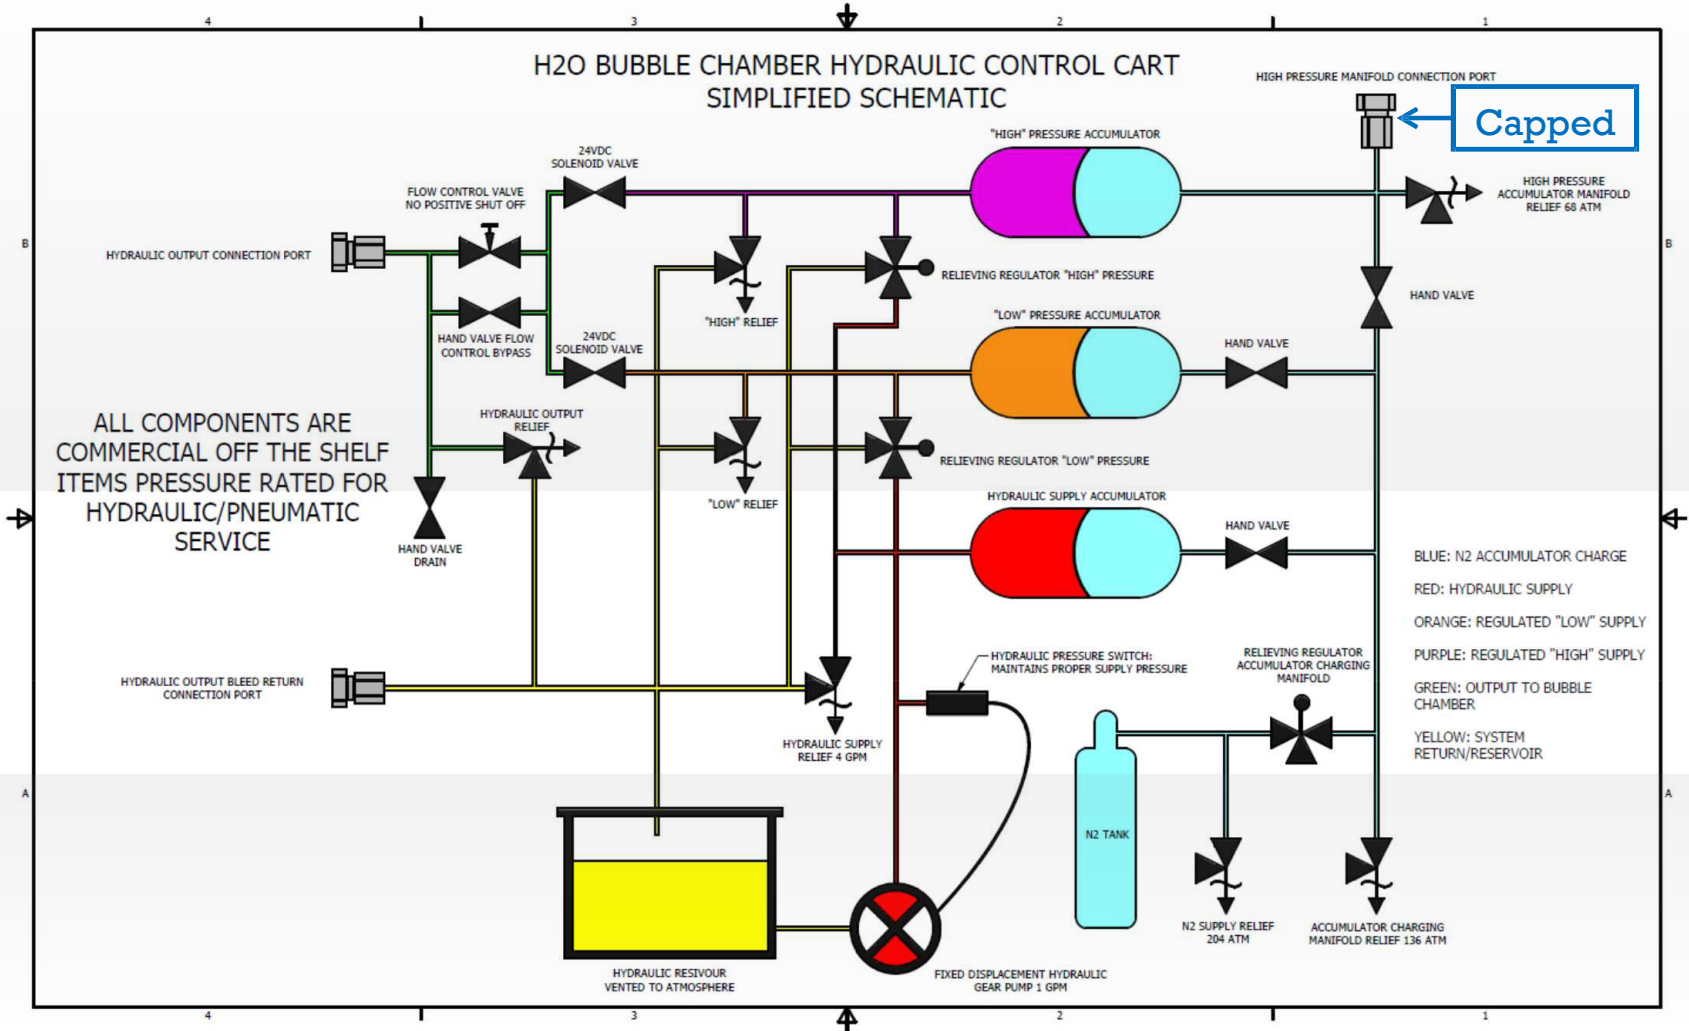 4
3
2
1
H2O BUBBLE CHAMBER HYDRAULIC CONTROL CART
SIMPLIFIED SCHEMATIC
HIGH PRESSURE MANIFOLD CONNECTION PORT
Capped
"HIGH" PRESSURE ACCUMULATOR
24VDC
SOLENOID VALVE
FLOW CONTROL VALVE
NO POSITIVE SHUT OFF
HIGH PRESSURE
ACCUMULATOR MANIFOLD
RELIEF 68 ATM
B
B
HYDRAULIC OUTPUT CONNECTION PORT
RELIEVING REGULATOR "HIGH" PRESSURE
HAND VALVE
"HIGH" RELIEF
"LOW" PRESSURE ACCUMULATOR
HAND VALVE FLOW
CONTROL BYPASS
24VDC
SOLENOID VALVE
HAND VALVE
ALL COMPONENTS ARE
COMMERCIAL OFF THE SHELF
ITEMS PRESSURE RATED FOR
HYDRAULIC/PNEUMATIC
SERVICE
HYDRAULIC OUTPUT
RELIEF
RELIEVING REGULATOR "LOW" PRESSURE
"LOW" RELIEF
HYDRAULIC SUPPLY ACCUMULATOR
HAND VALVE
HAND VALVE
DRAIN
BLUE: N2 ACCUMULATOR CHARGE
RED: HYDRAULIC SUPPLY
ORANGE: REGULATED "LOW" SUPPLY
PURPLE: REGULATED "HIGH" SUPPLY
GREEN: OUTPUT TO BUBBLE
CHAMBER
YELLOW: SYSTEM
RETURN/RESERVOIR
HYDRAULIC PRESSURE SWITCH:
MAINTAINS PROPER SUPPLY PRESSURE
RELIEVING REGULATOR
ACCUMULATOR CHARGING
MANIFOLD
HYDRAULIC OUTPUT BLEED RETURN
CONNECTION PORT
HYDRAULIC SUPPLY
RELIEF 4 GPM
A
A
N2 TANK
N2 SUPPLY RELIEF
204 ATM
ACCUMULATOR CHARGING
MANIFOLD RELIEF 136 ATM
HYDRAULIC RESIVOUR
VENTED TO ATMOSPHERE
FIXED DISPLACEMENT HYDRAULIC
GEAR PUMP 1 GPM
4
3
2
1